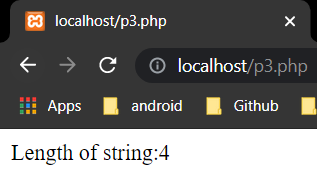 localhost/p3.php
localhost/p3.php
Apps android Github
Length of string:4